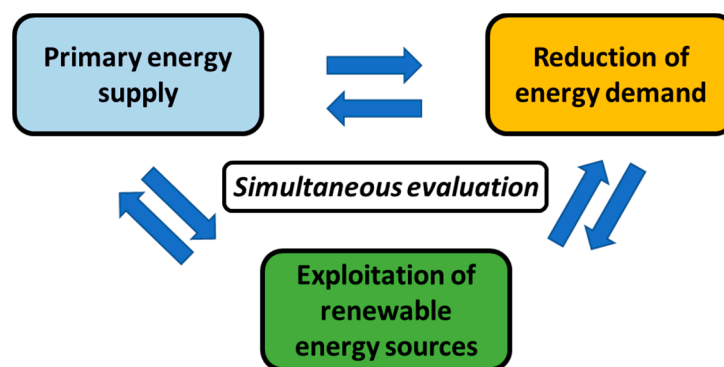 Primary energy
supply
Reduction of
energy demand
Simultaneous evaluation
Exploitation of
renewable
energy sources